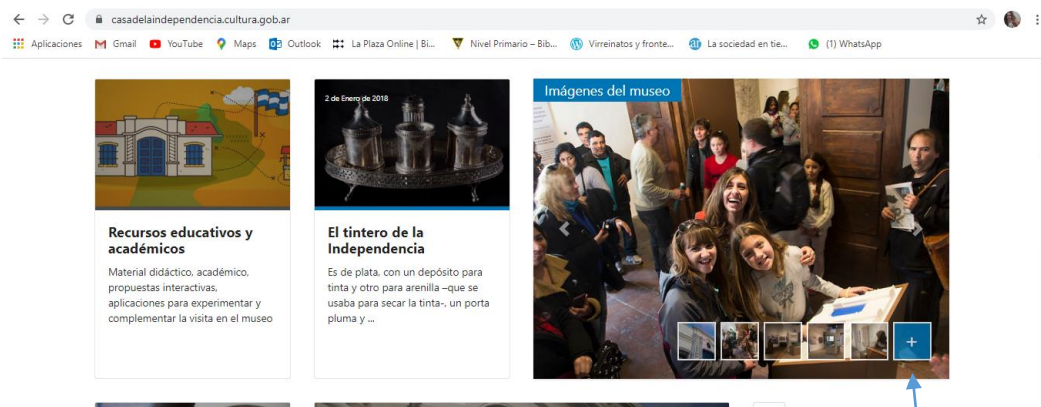 casadelaindependencia.cultura.gob.ar
Aplicaciones
Gmail
YouTube
Maps
Outlook
La Plaza Online | Bi...
Nivel Primario – Bib...
Virreinatos y fronte...
La sociedad en tie...
(1) WhatsApp
Recursos educativos y
académicos
Material didáctico, académico,
propuestas interactivas,
aplicaciones para experimentar y
complementar la visita en el museo
2 de Enero de 2018
El tintero de la
Independencia
Es de plata, con un depósito para
tinta y otro para arenilla –que se
usaba para secar la tinta-, un porta
pluma y ...
Imágenes del museo
+